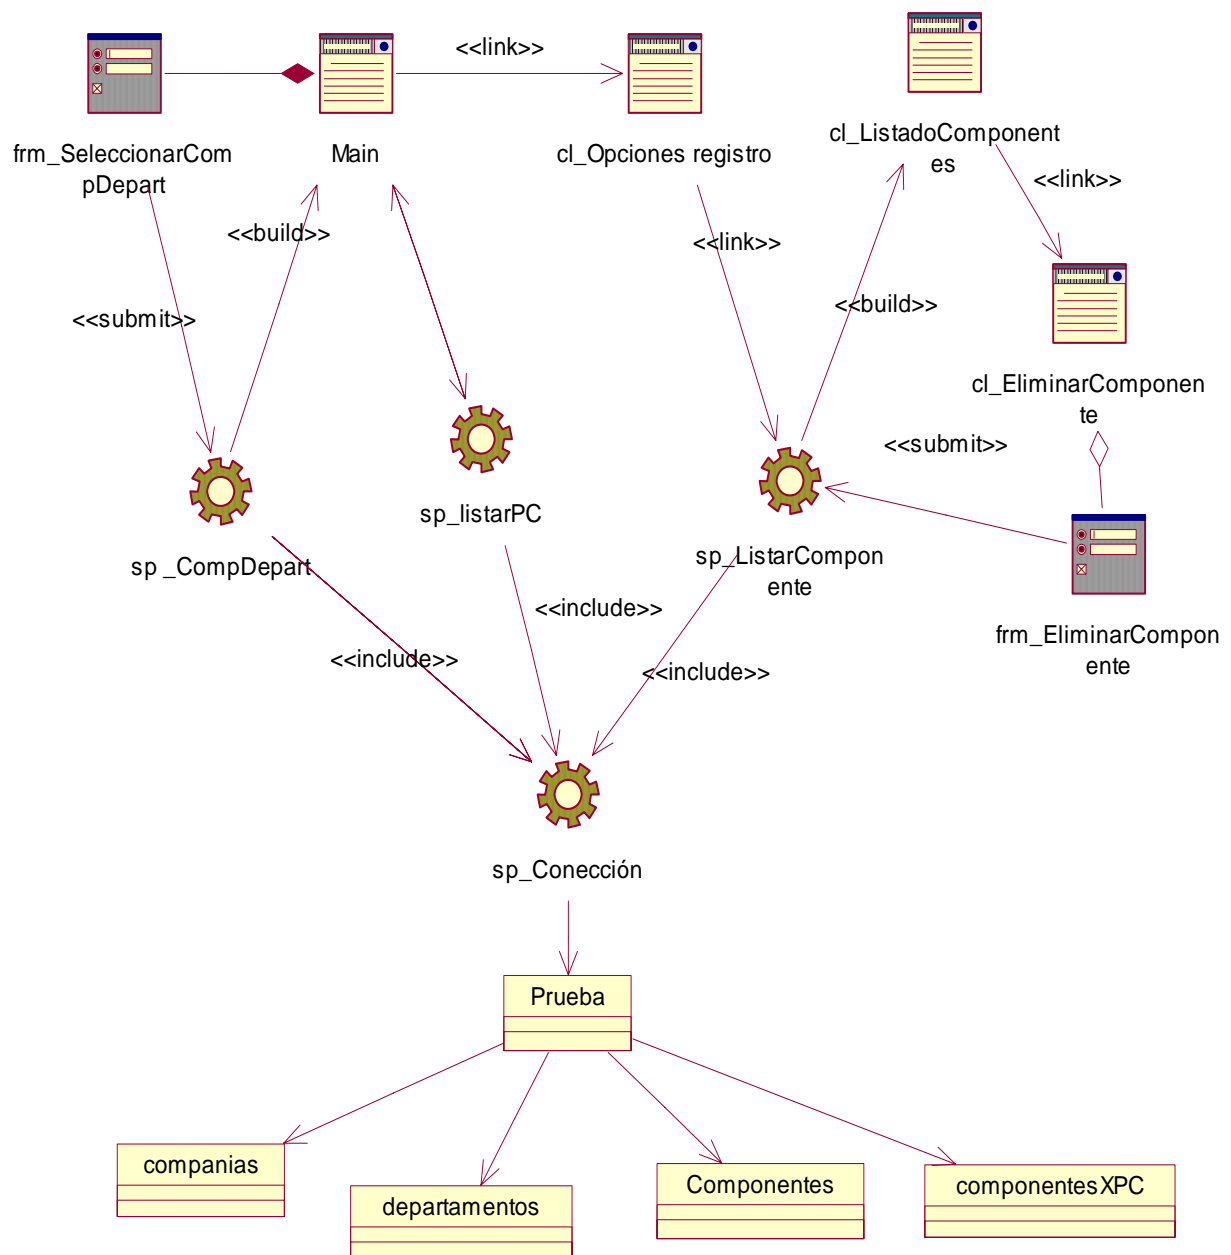 <<link>>
cl_ListadoComponent
es
frm_SeleccionarCom
pDepart
Main
cl_Opciones registro
<<link>>
<<build>>
<<link>>
<<build>>
<<submit>>
cl_EliminarComponen
te
<<submit>>
sp_listarPC
sp _CompDepart
sp_ListarCompon
ente
<<include>>
frm_EliminarCompon
ente
<<include>>
<<include>>
sp_Conección
Prueba
companias
departamentos
Componentes
componentesXPC